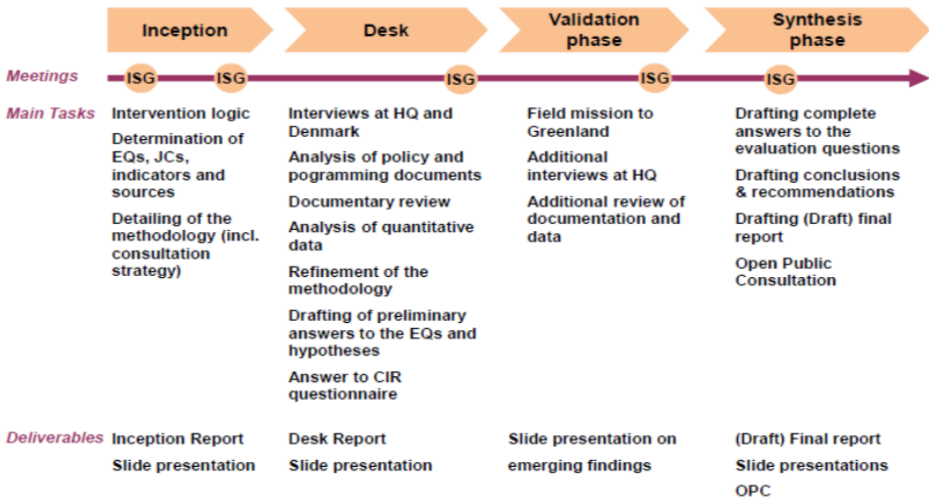 Inception
Desk
Validation
phase
Synthesis
phase
Meetings
ISG
ISG
ISG
ISG
ISG
Main Tasks
Intervention logic
Determination of
EQs, JCs,
indicators and
sources
Detailing of the
methodology (incl.
consultation
strategy)
Interviews at HQ and
Denmark
Analysis of policy and
pogramming documents
Documentary review
Analysis of quantitative
data
Refinement of the
methodology
Drafting of preliminary
answers to the EQs and
hypotheses
Answer to CIR
questionnaire
Field mission to
Greenland
Additional
interviews at HQ
Additional review of
documentation and
data
Drafting complete
answers to the
evaluation questions
Drafting conclusions
& recommendations
Drafting (Draft) final
report
Open Public
Consultation
Deliverables
Inception Report
Slide presentation
Desk Report
Slide presentation
Slide presentation on
emerging findings
(Draft) Final report
Slide presentations
OPC